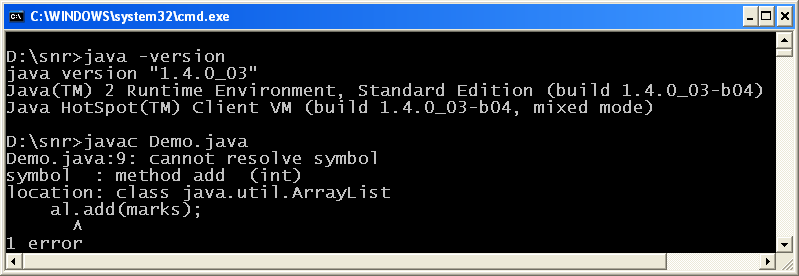 C:\WINDOWS\system32\cmd.exe
D:\snr>java -version
java version "1.4.0_03"
Java(TM) 2 Runtime Environment, Standard Edition (build 1.4.0_03-b04)
Java HotSpot(TM) Client VM (build 1.4.0_03-b04, mixed mode)
D:\snr>javac Demo.java
Demo.java:9: cannot resolve symbol
symbol  : method add  (int)
location: class java.util.ArrayList
    al.add(marks);
      ^
1 error